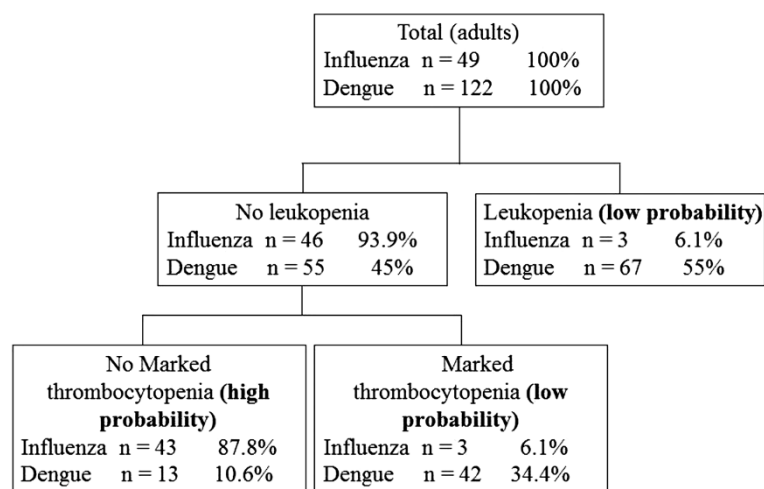 Total (adults)
Influenza n = 49 100%
Dengue n = 122 100%
No leukopenia
Influenza n = 46 93.9%
Dengue n = 55 45%
Leukopenia (low probability)
Influenza n = 3 6.1%
Dengue n = 67 55%
No Marked
thrombocytopenia (high
probability)
Influenza n = 43 87.8%
Dengue n = 13 10.6%
Marked
thrombocytopenia (low
probability)
Influenza n = 3 6.1%
Dengue n = 42 34.4%